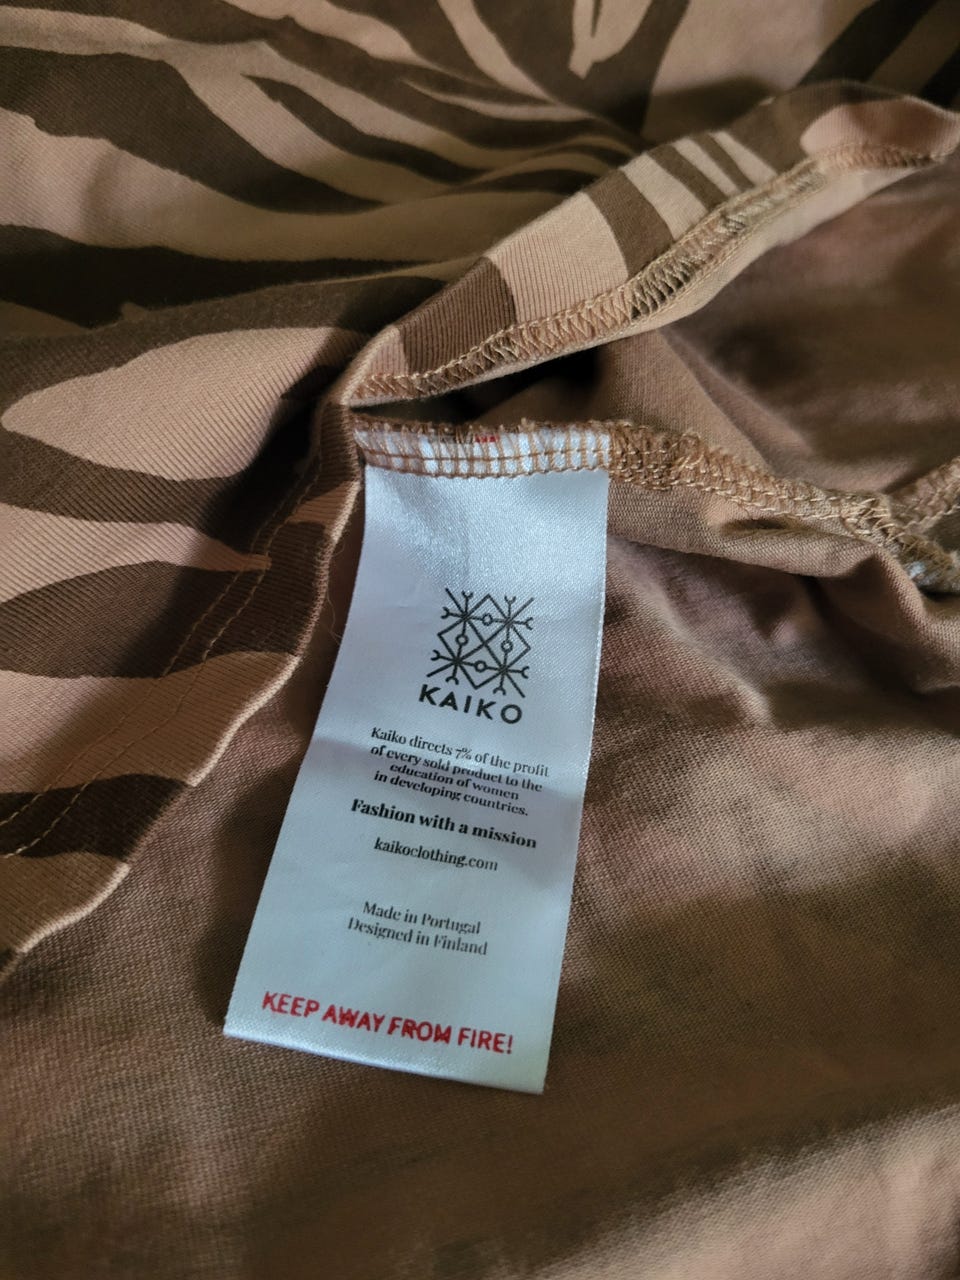 KAIKO
Kaiko directs 7% of the profit
of every sold product to the
education of women
in developing countries.
Fashion with a mission
kaikoclothing.com
Made in Portugal
Designed in Finland
KEEP AWAY FROM FIRE!